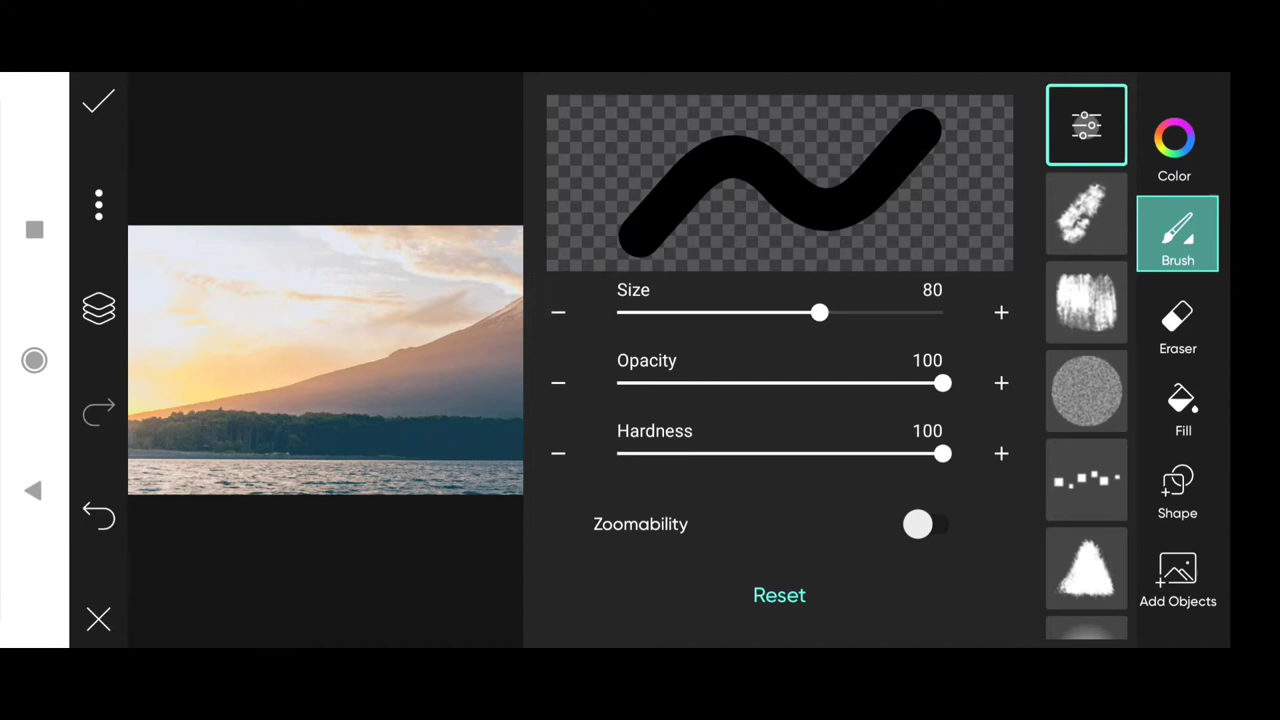 Size 80
Opacity 100
Hardness 100
Zoomability
Reset
Color
Brush
Eraser
Fill
Shape
Add Objects